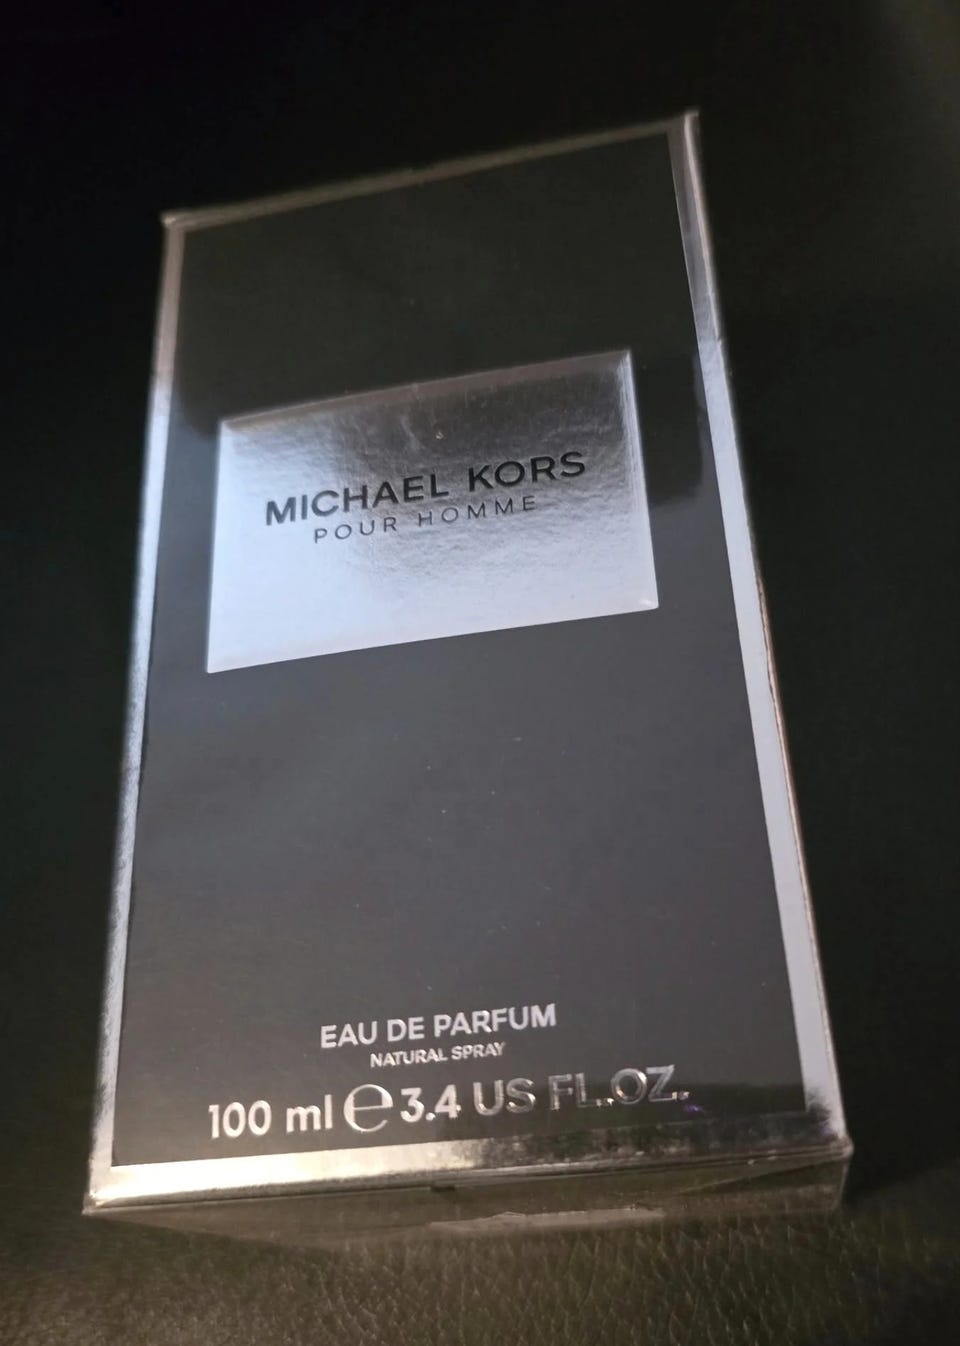 MICHAEL KORS
POUR HOMME
EAU DE PARFUM
NATURAL SPRAY
100 ml ℮ 3.4 US FL.OZ.